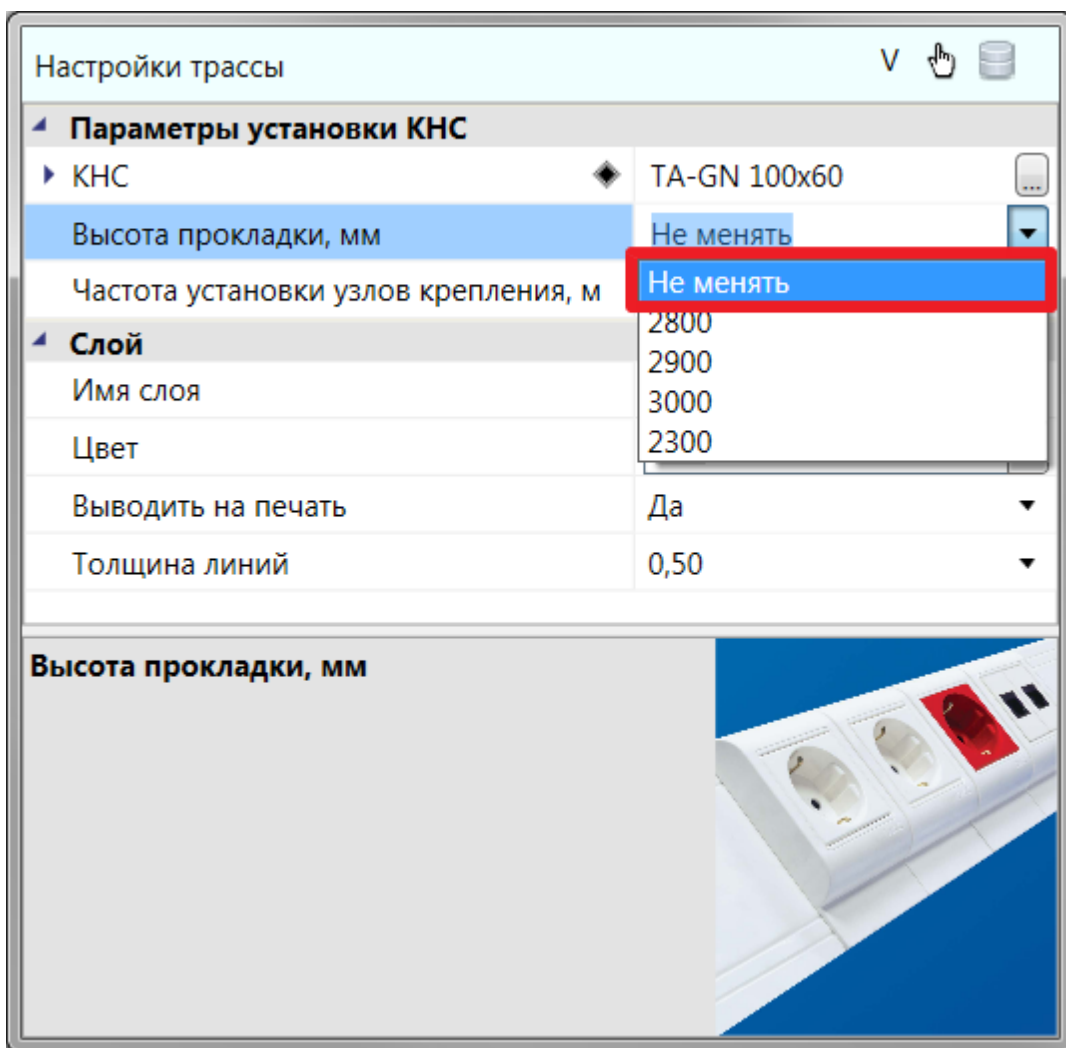 Настройки трассы V
Параметры установки КНС
КНС TA-GN 100x60 ...
Высота прокладки, мм Не менять
Частота установки узлов крепления, м Не менять
2800
Слой
2900
Имя слоя
3000
Цвет
2300
Выводить на печать Да
Толщина линий 0,50
Высота прокладки, мм